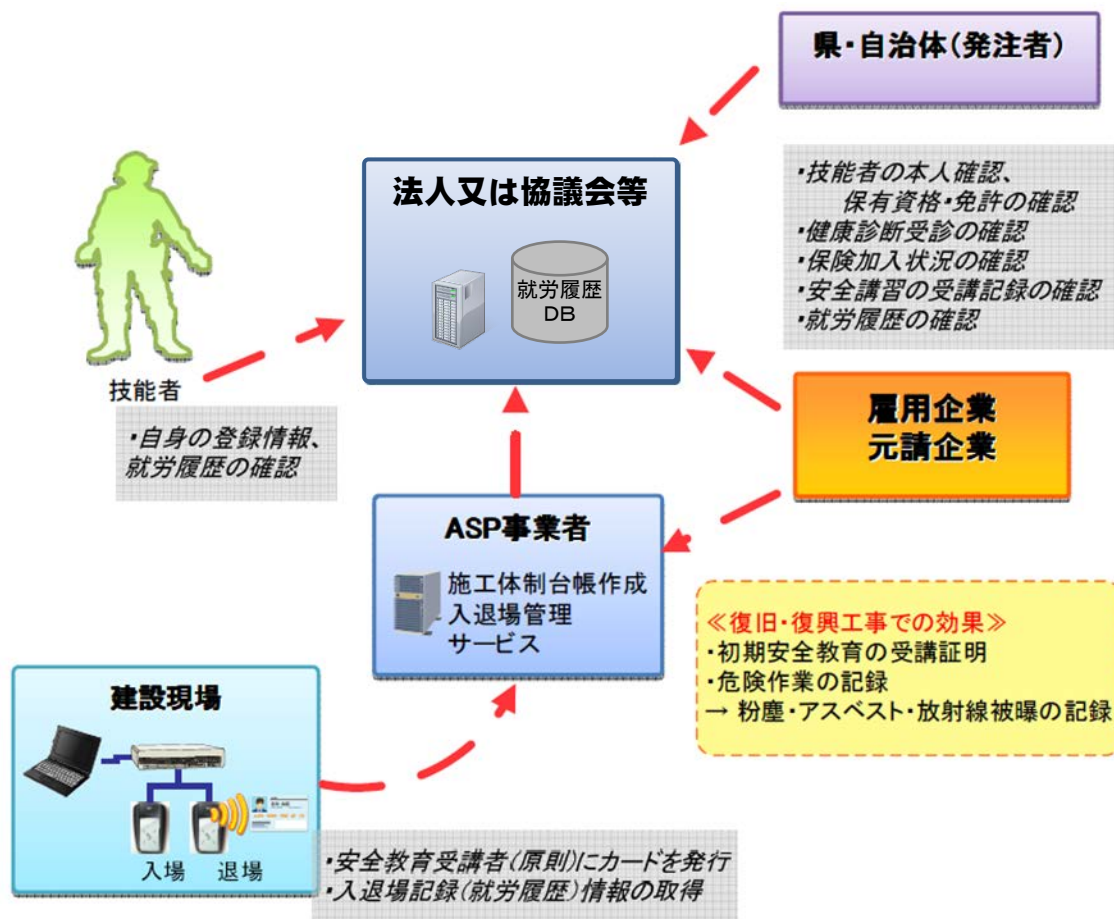 県・自治体(発注者)
法人又は協議会等
就労履歴
DB
・技能者の本人確認、
保有資格・免許の確認
・健康診断受診の確認
・保険加入状況の確認
・安全講習の受講記録の確認
・就労履歴の確認
技能者
・自身の登録情報、
就労履歴の確認
雇用企業
元請企業
ASP事業者
施工体制台帳作成
入退場管理
サービス
≪復旧・復興工事での効果≫
・初期安全教育の受講証明
・危険作業の記録
→ 粉塵・アスベスト・放射線被曝の記録
建設現場
入場 退場
・安全教育受講者(原則)にカードを発行
・入退場記録(就労履歴)情報の取得